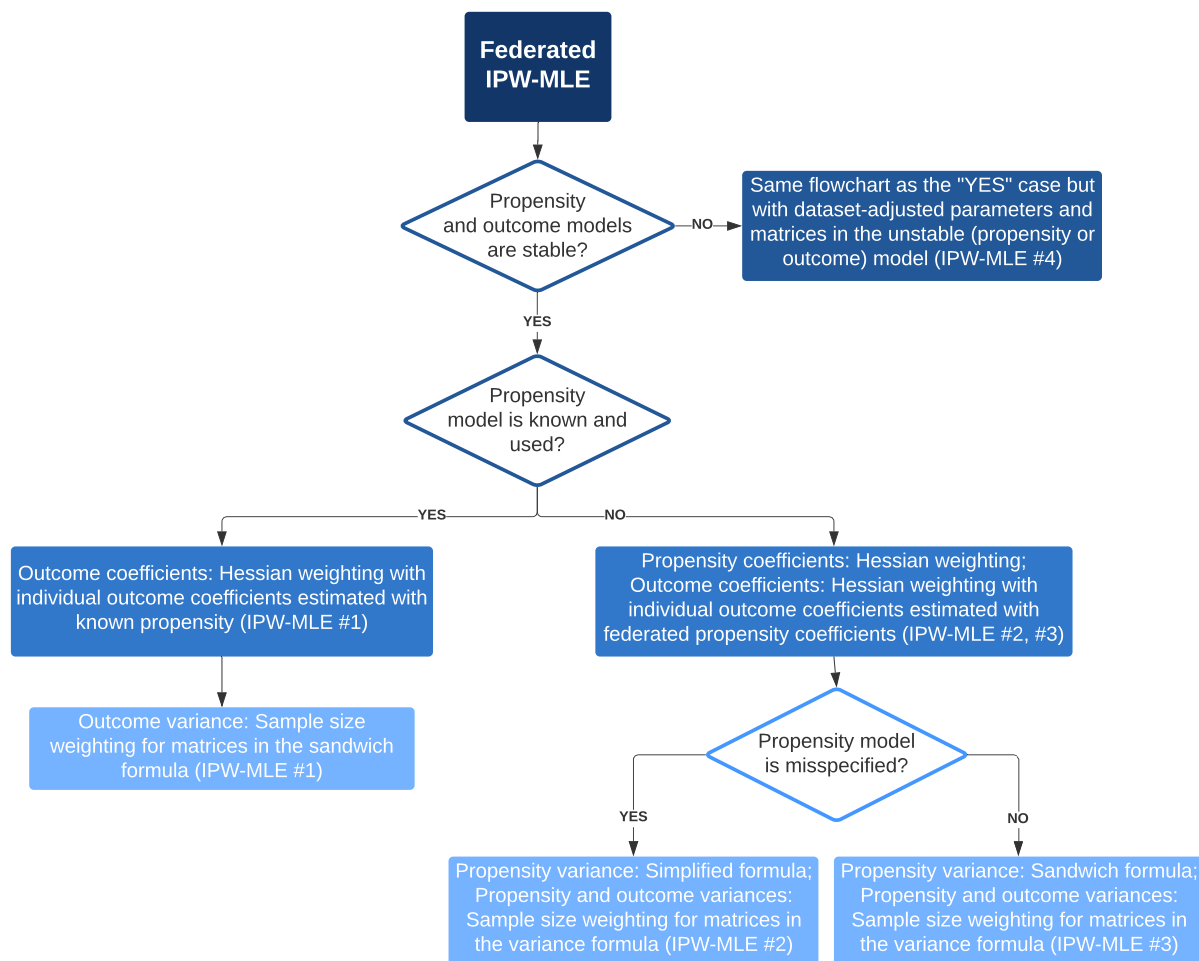 Federated
IPW-MLE
Propensity
and outcome models
are stable?
NO
Same flowchart as the "YES" case but
with dataset-adjusted parameters and
matrices in the unstable (propensity or
outcome) model (IPW-MLE #4)
YES
Propensity
model is known and
used?
YES
NO
Outcome coefficients: Hessian weighting with
individual outcome coefficients estimated with
known propensity (IPW-MLE #1)
Propensity coefficients: Hessian weighting;
Outcome coefficients: Hessian weighting with
individual outcome coefficients estimated with
federated propensity coefficients (IPW-MLE #2, #3)
Outcome variance: Sample size
weighting for matrices in the sandwich
formula (IPW-MLE #1)
Propensity model
is misspecified?
YES
NO
Propensity variance: Simplified formula;
Propensity and outcome variances:
Sample size weighting for matrices in
the variance formula (IPW-MLE #2)
Propensity variance: Sandwich formula;
Propensity and outcome variances:
Sample size weighting for matrices in
the variance formula (IPW-MLE #3)